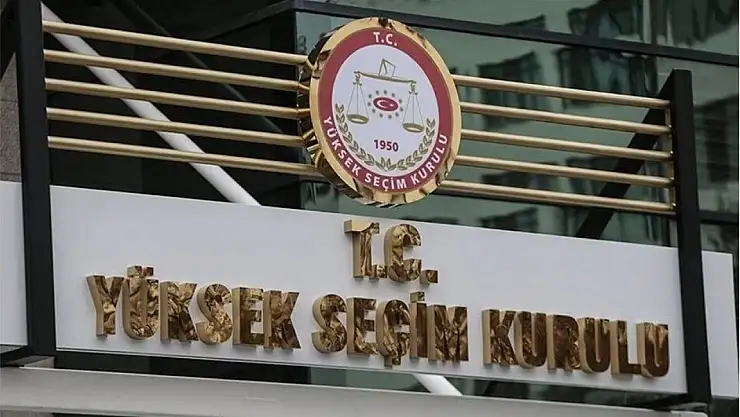 T.C.
1950
YÜKSEK SEÇİM KURULU
T.C.
YÜKSEK SEÇİM KURULU